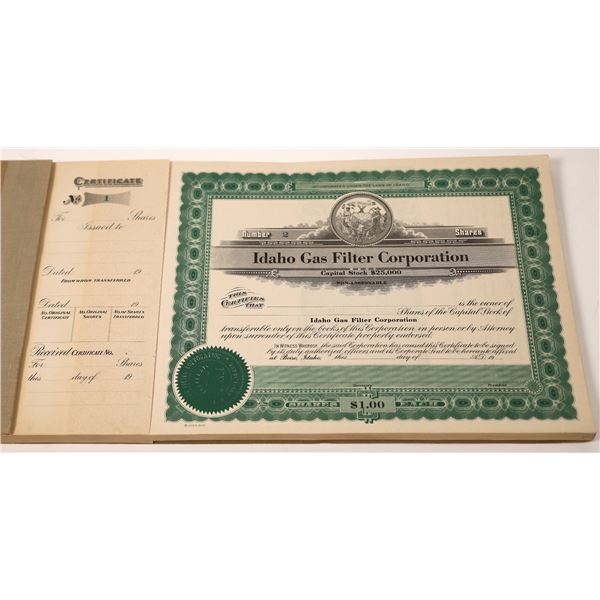 CERTIFICATE
No. 1
For Shares
Issued to
Dated 19
FROM WHOM TRANSFERRED
Dated 19
NO. ORIGINAL CERTIFICATE NO. ORIGINAL SHARES NO. OF SHARES TRANSFERRED
Received CERTIFICATE NO.
For Shares
this day of 19
INCORPORATED UNDER THE LAWS OF IDAHO
Number 2 Shares
Idaho Gas Filter Corporation
Capital Stock $25,000
NON-ASSESSABLE
THIS CERTIFIES THAT is the owner of
Shares of the Capital Stock of
Idaho Gas Filter Corporation
transferable only on the books of this Corporation in person or by Attorney
upon surrender of this Certificate properly endorsed.
IN WITNESS WHEREOF the said Corporation has caused this Certificate to be signed
by its duly authorized officers and its Corporate Seal to be hereunto affixed
at Boise, Idaho, this day of A.D. 19
SHARES $1.00 EACH